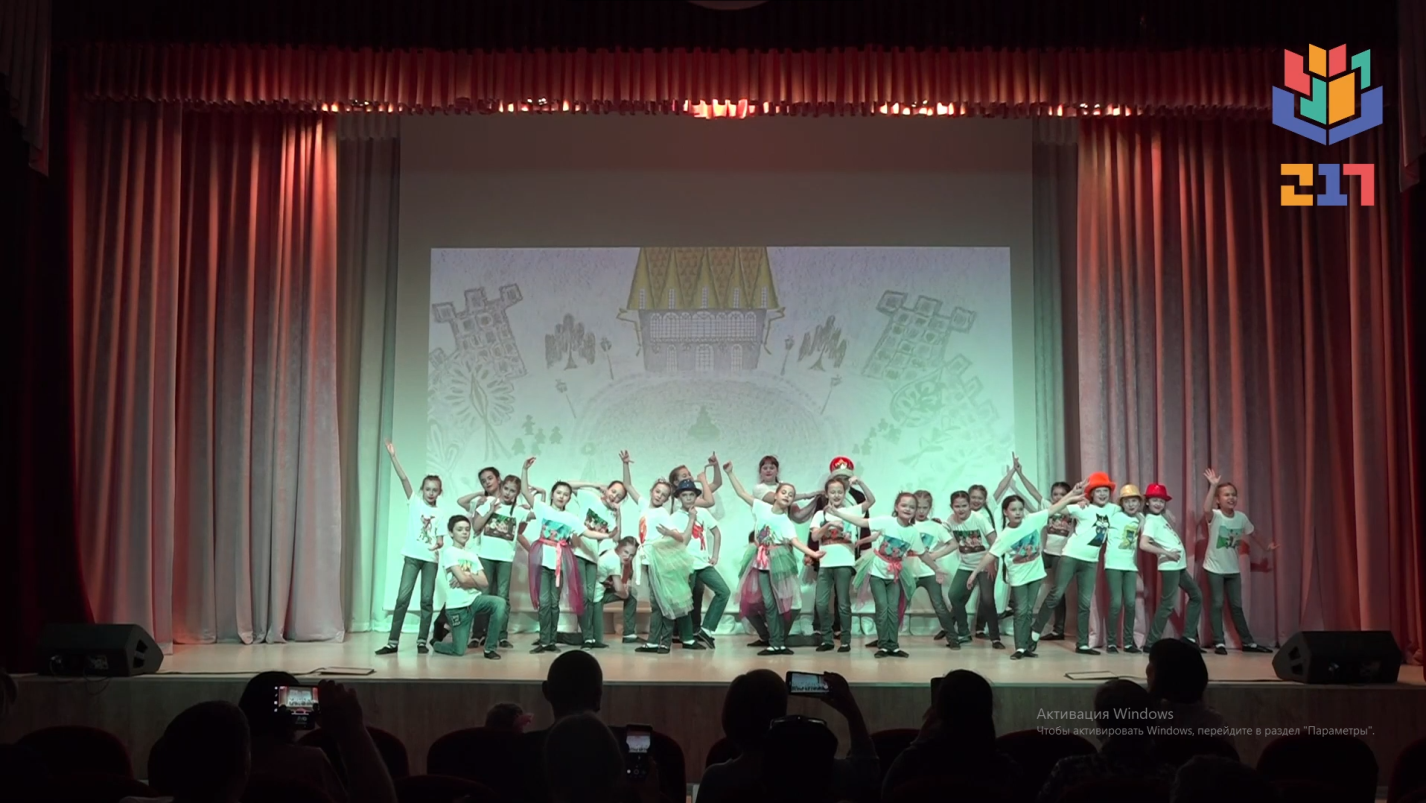 217
Активация Windows
Чтобы активировать Windows, перейдите в раздел "Параметры".